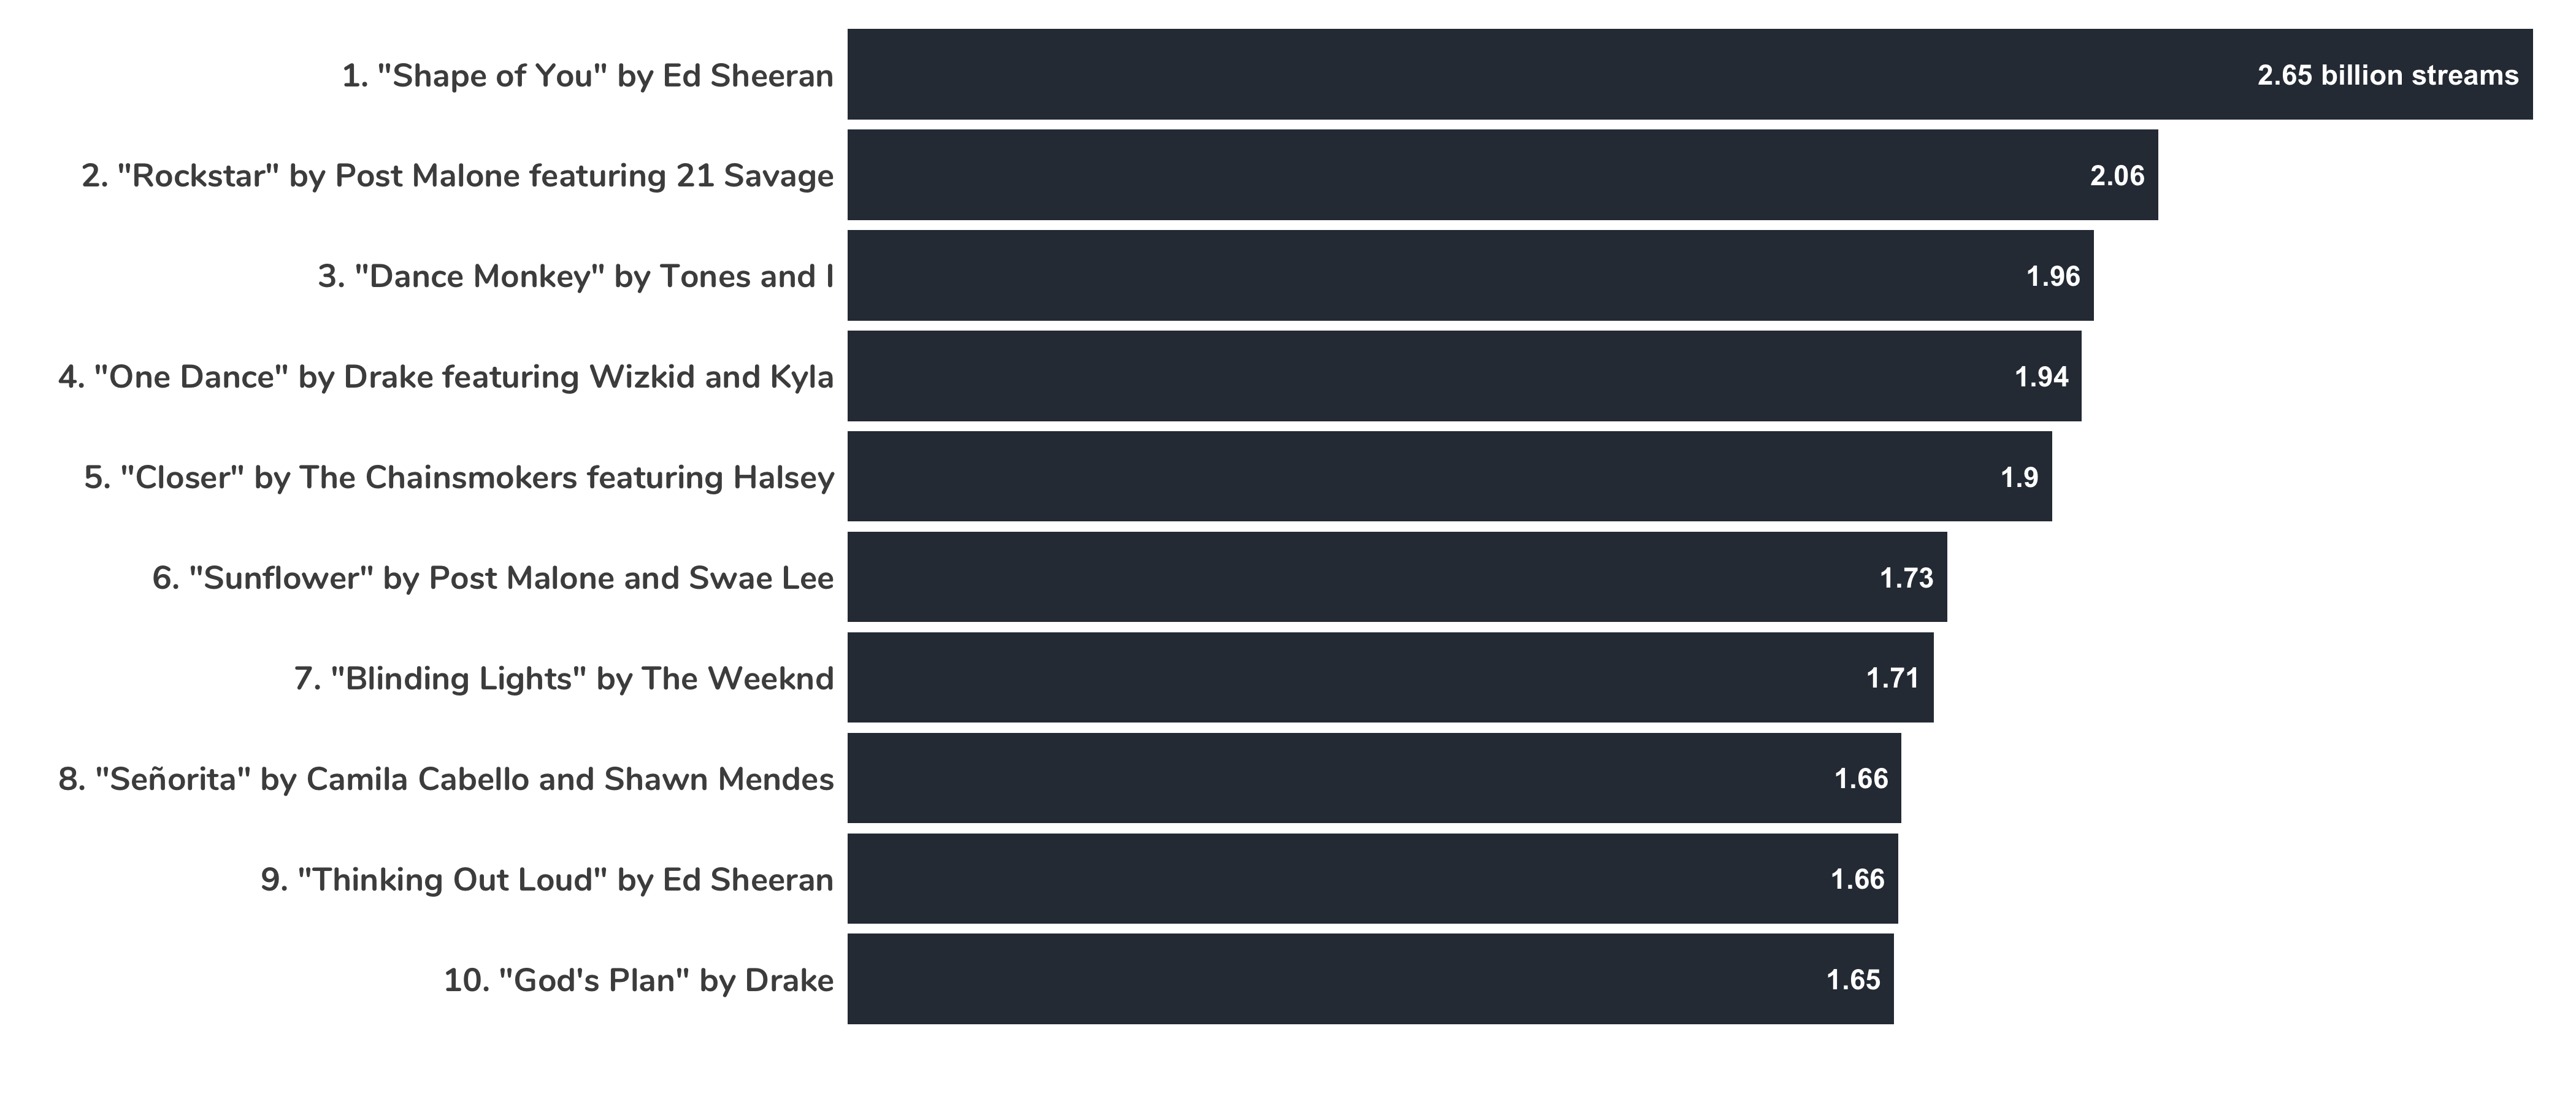 1. "Shape of You" by Ed Sheeran 2.65 billion streams
2. "Rockstar" by Post Malone featuring 21 Savage 2.06
3. "Dance Monkey" by Tones and I 1.96
4. "One Dance" by Drake featuring Wizkid and Kyla 1.94
5. "Closer" by The Chainsmokers featuring Halsey 1.9
6. "Sunflower" by Post Malone and Swae Lee 1.73
7. "Blinding Lights" by The Weeknd 1.71
8. "Señorita" by Camila Cabello and Shawn Mendes 1.66
9. "Thinking Out Loud" by Ed Sheeran 1.66
10. "God's Plan" by Drake 1.65